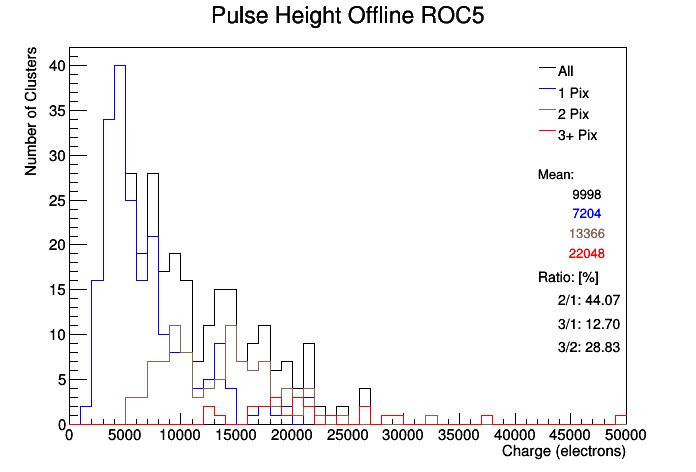 Pulse Height Offline ROC5
Number of Clusters
40
35
30
25
20
15
10
5
0
All
1 Pix
2 Pix
3+ Pix
Mean:
9998
7204
13366
22048
Ratio: [%]
2/1: 44.07
3/1: 12.70
3/2: 28.83
0 5000 10000 15000 20000 25000 30000 35000 40000 45000 50000
Charge (electrons)